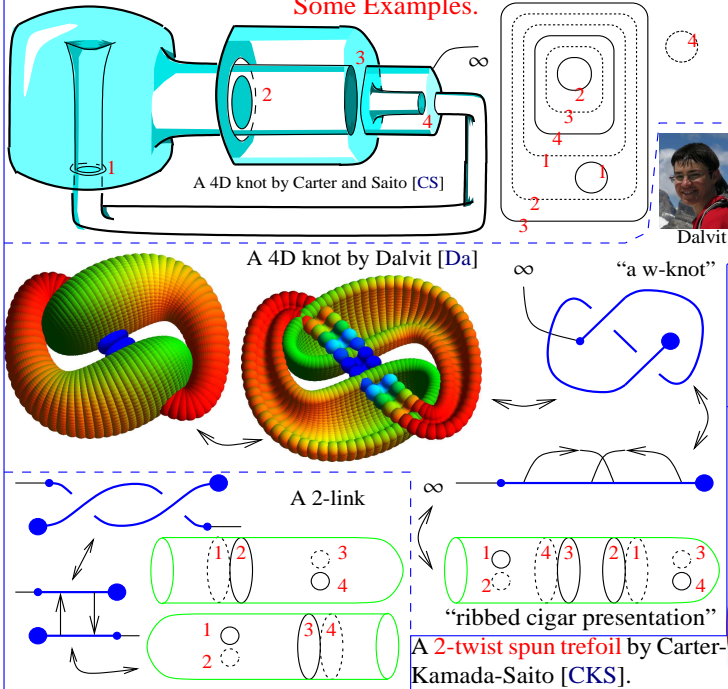 Some Examples.
1
2
3
4
∞
A 4D knot by Carter and Saito [CS]
4
2
3
4
1
1
2
3
Dalvit
A 4D knot by Dalvit [Da]
∞
“a w-knot”
A 2-link
∞
1 2 3
4
1 4 3 2 1 3
2 4
1 3 4
2
“ribbed cigar presentation”
A 2-twist spun trefoil by Carter-
Kamada-Saito [CKS].